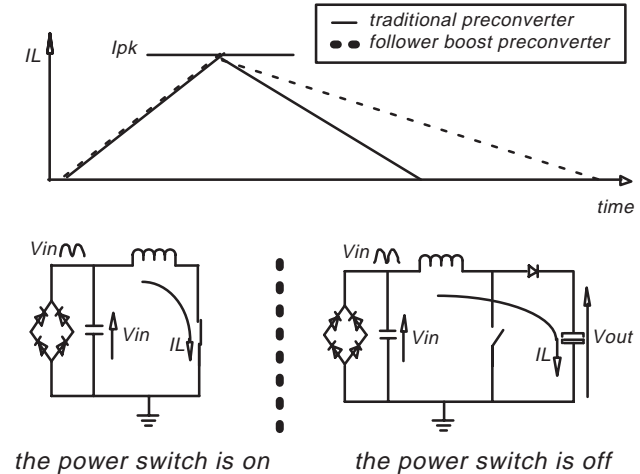 traditional preconverter
follower boost preconverter
IL
Ipk
time
Vin
Vin
IL
Vin
Vin
IL
Vout
the power switch is on
the power switch is off